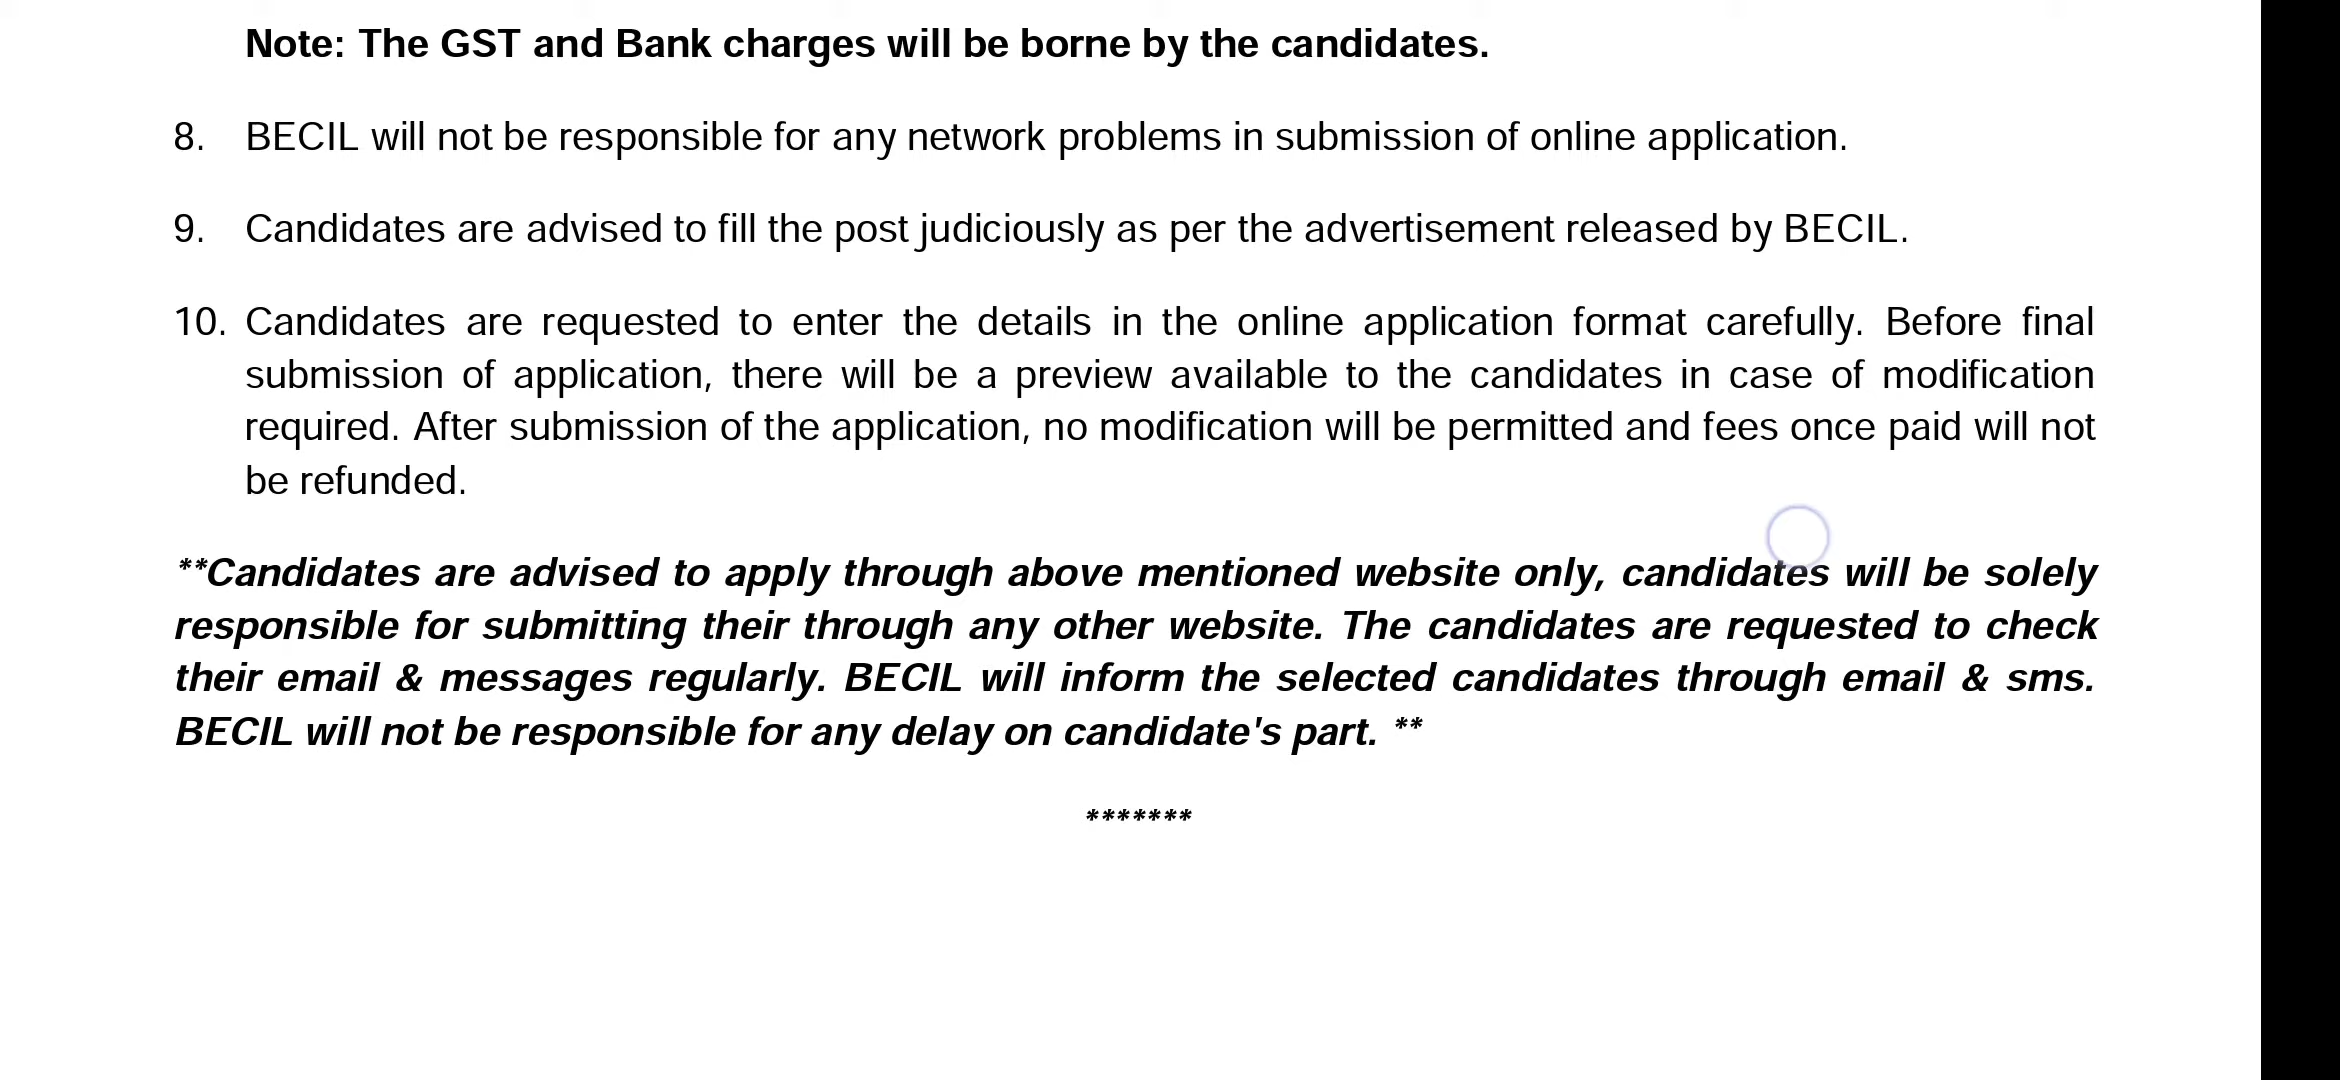 Note: The GST and Bank charges will be borne by the candidates.
8. BECIL will not be responsible for any network problems in submission of online application.
9. Candidates are advised to fill the post judiciously as per the advertisement released by BECIL.
10. Candidates are requested to enter the details in the online application format carefully. Before final
submission of application, there will be a preview available to the candidates in case of modification
required. After submission of the application, no modification will be permitted and fees once paid will not
be refunded.
**Candidates are advised to apply through above mentioned website only, candidates will be solely
responsible for submitting their through any other website. The candidates are requested to check
their email & messages regularly. BECIL will inform the selected candidates through email & sms.
BECIL will not be responsible for any delay on candidate's part. **
*******